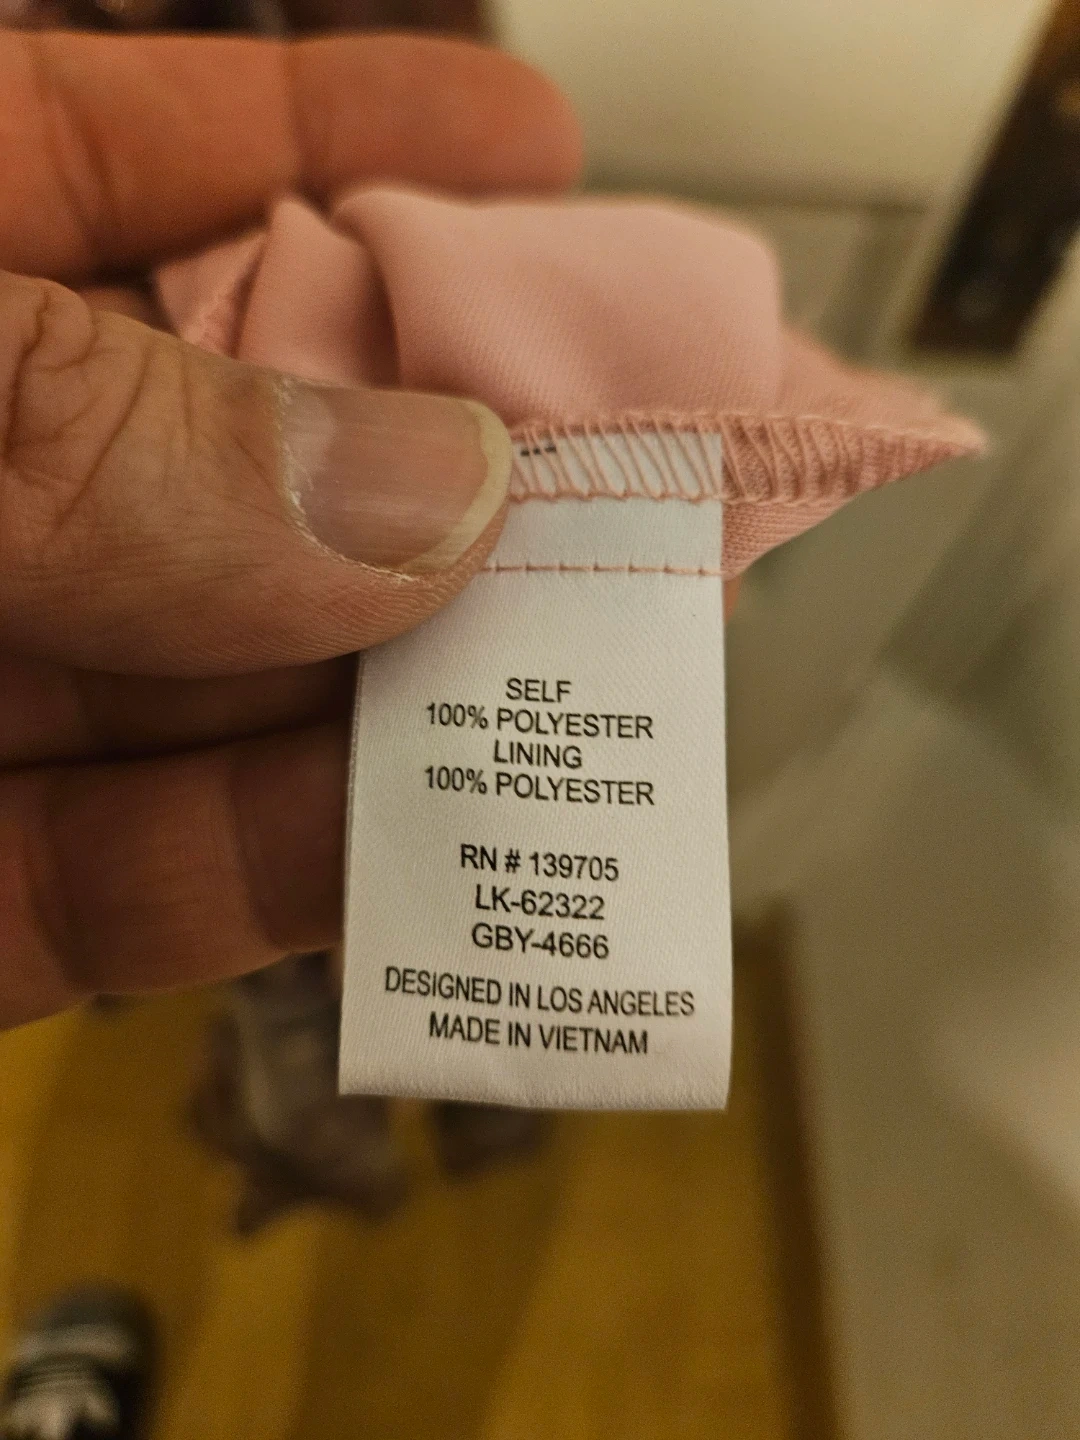 SELF
100% POLYESTER
LINING
100% POLYESTER
RN # 139705
LK-62322
GBY-4666
DESIGNED IN LOS ANGELES
MADE IN VIETNAM